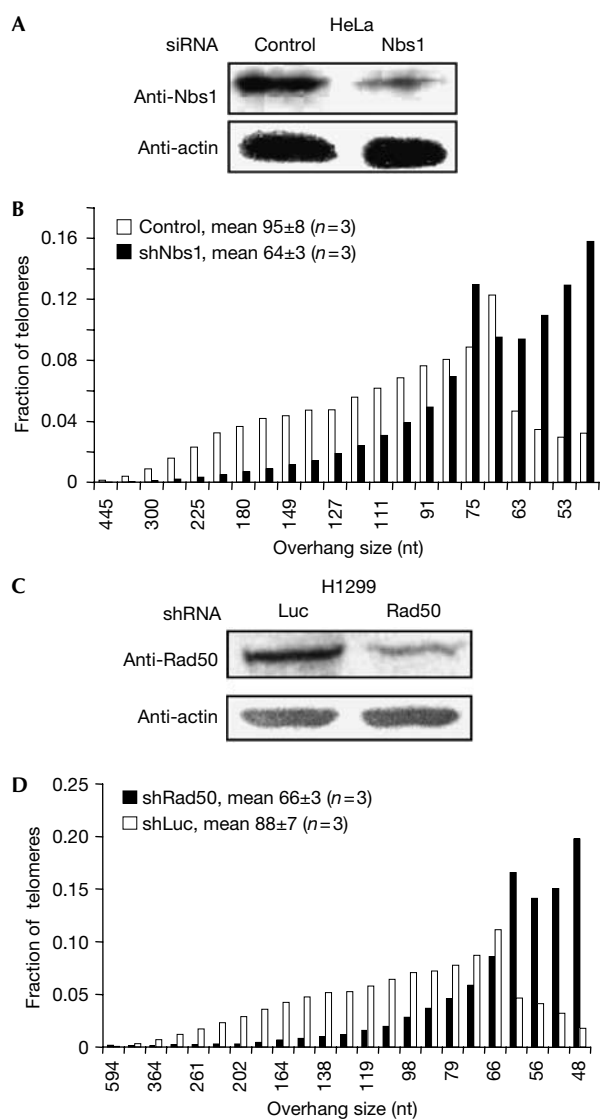 A
HeLa
siRNA Control Nbs1
Anti-Nbs1
Anti-actin
B
Control, mean 95±8 (n=3)
shNbs1, mean 64±3 (n=3)
Fraction of telomeres
0.16
0.12
0.08
0.04
0
445 300 225 180 149 127 111 91 75 63 53
Overhang size (nt)
C
H1299
shRNA Luc Rad50
Anti-Rad50
Anti-actin
D
shRad50, mean 66±3 (n=3)
shLuc, mean 88±7 (n=3)
Fraction of telomeres
0.25
0.20
0.15
0.10
0.05
0
594 364 261 202 164 138 119 98 79 66 56 48
Overhang size (nt)